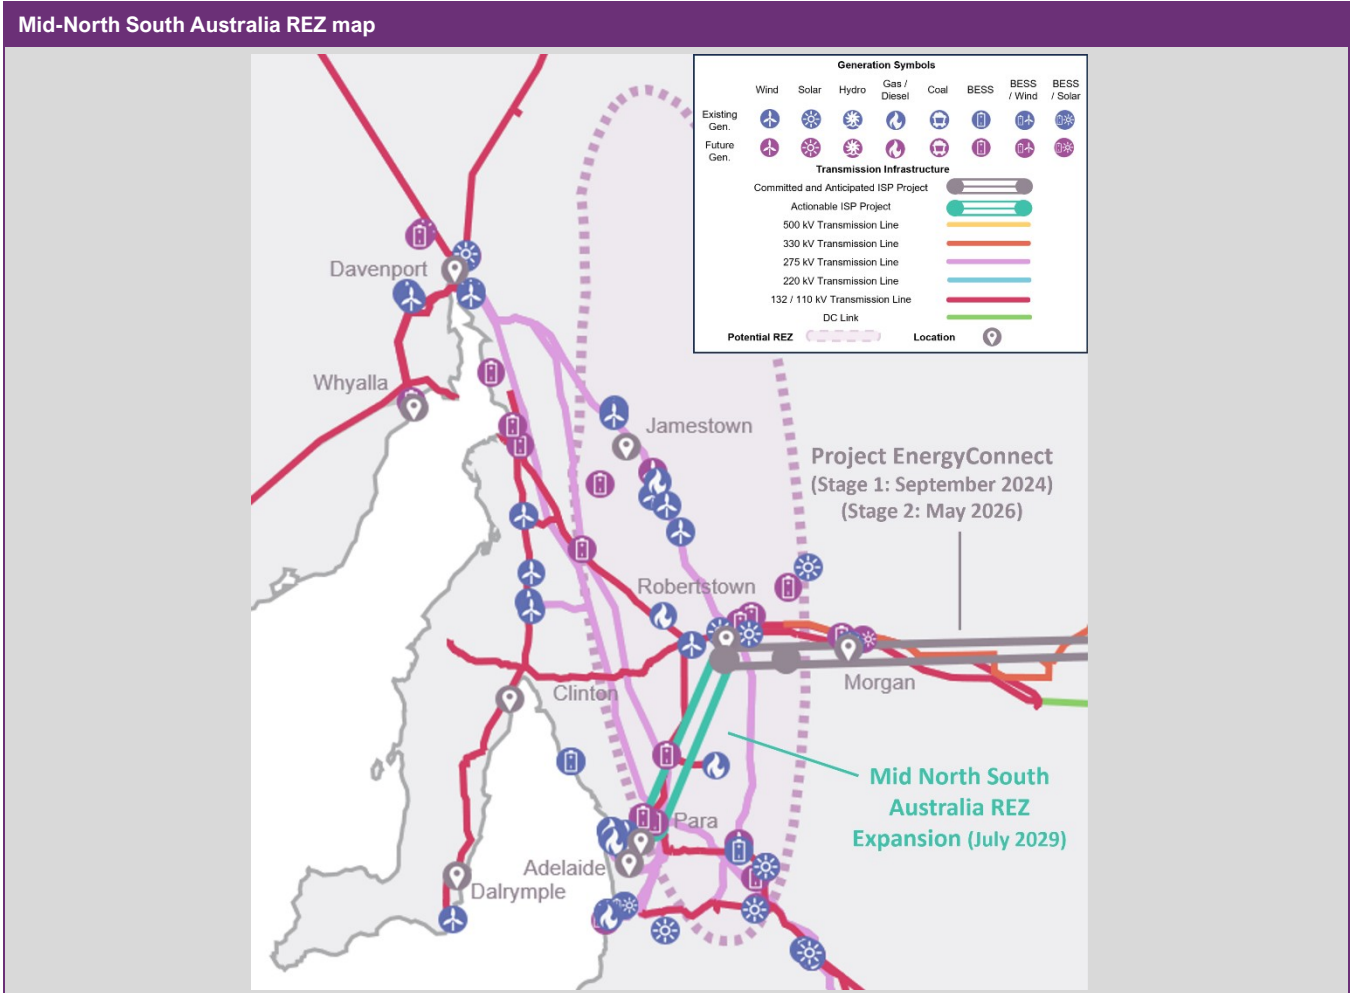 Mid-North South Australia REZ map
Generation Symbols
Wind Solar Hydro Gas / Diesel Coal BESS BESS / Wind BESS / Solar
Existing Gen.
Future Gen.
Transmission Infrastructure
Committed and Anticipated ISP Project
Actionable ISP Project
500 kV Transmission Line
330 kV Transmission Line
275 kV Transmission Line
220 kV Transmission Line
132 / 110 kV Transmission Line
DC Link
Potential REZ Location
Davenport
Whyalla
Jamestown
Project EnergyConnect
(Stage 1: September 2024)
(Stage 2: May 2026)
Robertstown
Morgan
Clinton
Mid North South
Australia REZ
Expansion (July 2029)
Para
Adelaide
Dalrymple